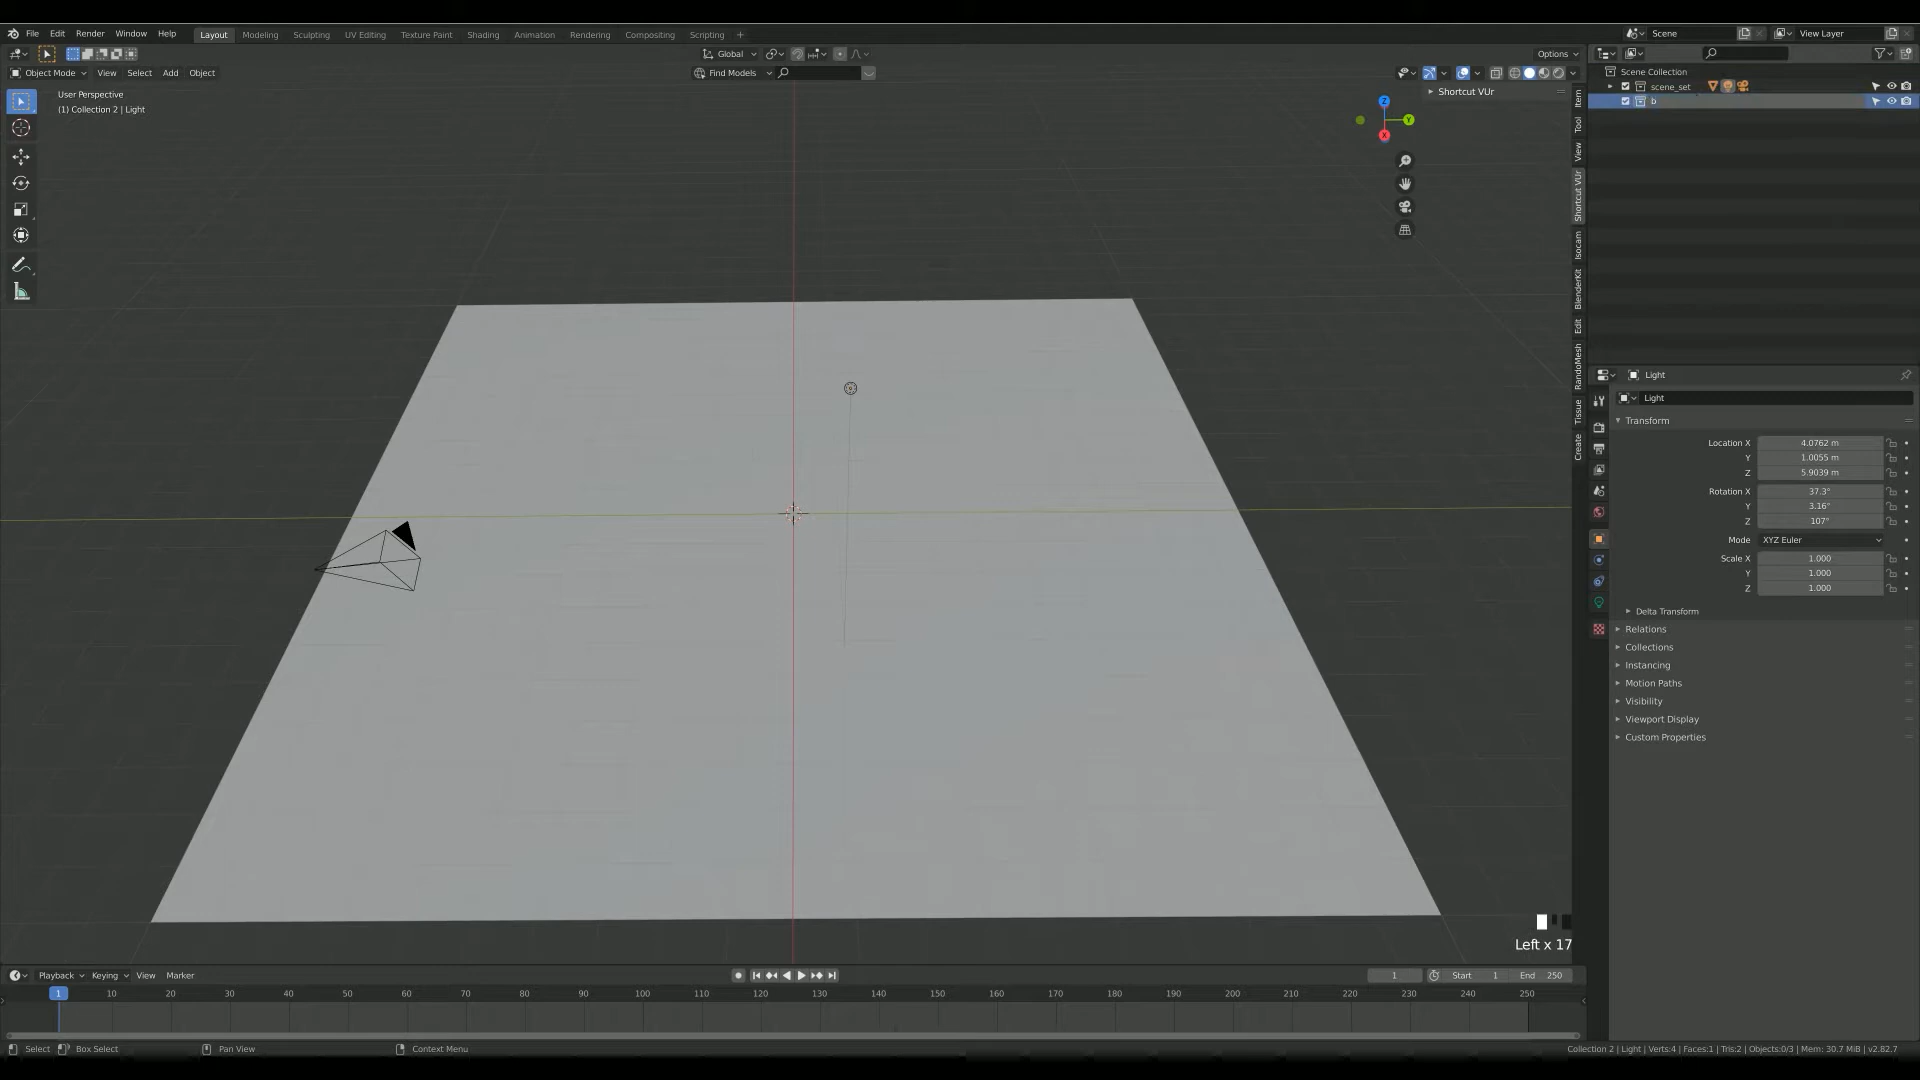 File Edit Render Window Help Layout Modeling Sculpting UV Editing Texture Paint Shading Animation Rendering Compositing Scripting + Scene View Layer
Global Options
Object Mode View Select Add Object Find Models
User Perspective
(1) Collection 2 | Light
Shortcut VUr
Z
Y
X
Item
Tool
View
Shortcut VUr
Isocam
BlenderKit
Edit
RandoMesh
Tissue
Create
Scene Collection
scene_set
b
Light
Light
Transform
Location X 4.0762 m
Y 1.0055 m
Z 5.9039 m
Rotation X 37.3°
Y 3.16°
Z 107°
Mode XYZ Euler
Scale X 1.000
Y 1.000
Z 1.000
Delta Transform
Relations
Collections
Instancing
Motion Paths
Visibility
Viewport Display
Custom Properties
Left x 17
Playback Keying View Marker 1 Start 1 End 250
1 10 20 30 40 50 60 70 80 90 100 110 120 130 140 150 160 170 180 190 200 210 220 230 240 250
Select Box Select Pan View Context Menu Collection 2 | Light | Verts:4 | Faces:1 | Tris:2 | Objects:0/3 | Mem: 30.7 MiB | v2.82.7